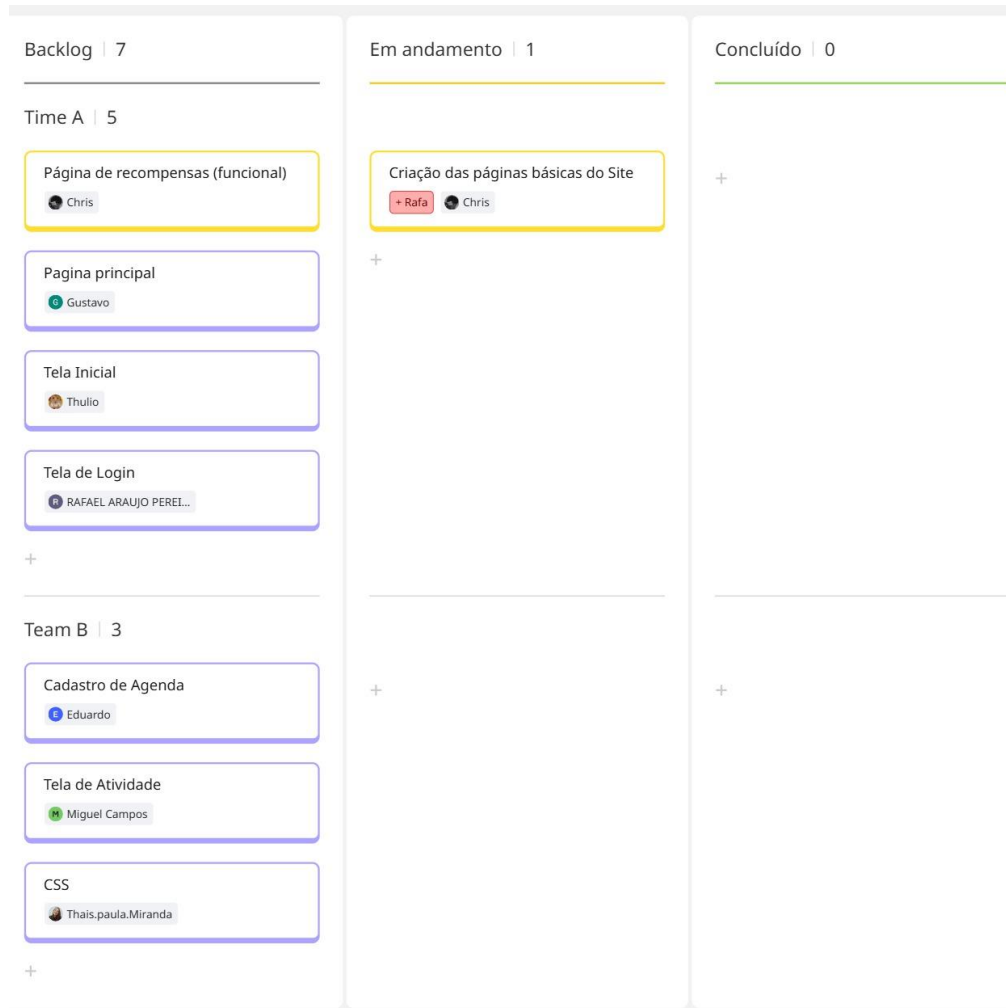 Backlog | 7
Em andamento | 1
Concluído | 0
Time A | 5
Página de recompensas (funcional)
Chris
Criação das páginas básicas do Site
+ Rafa Chris
Pagina principal
G Gustavo
Tela Inicial
Thulio
Tela de Login
R RAFAEL ARAUJO PEREI...
Team B | 3
Cadastro de Agenda
E Eduardo
Tela de Atividade
M Miguel Campos
CSS
Thais.paula.Miranda